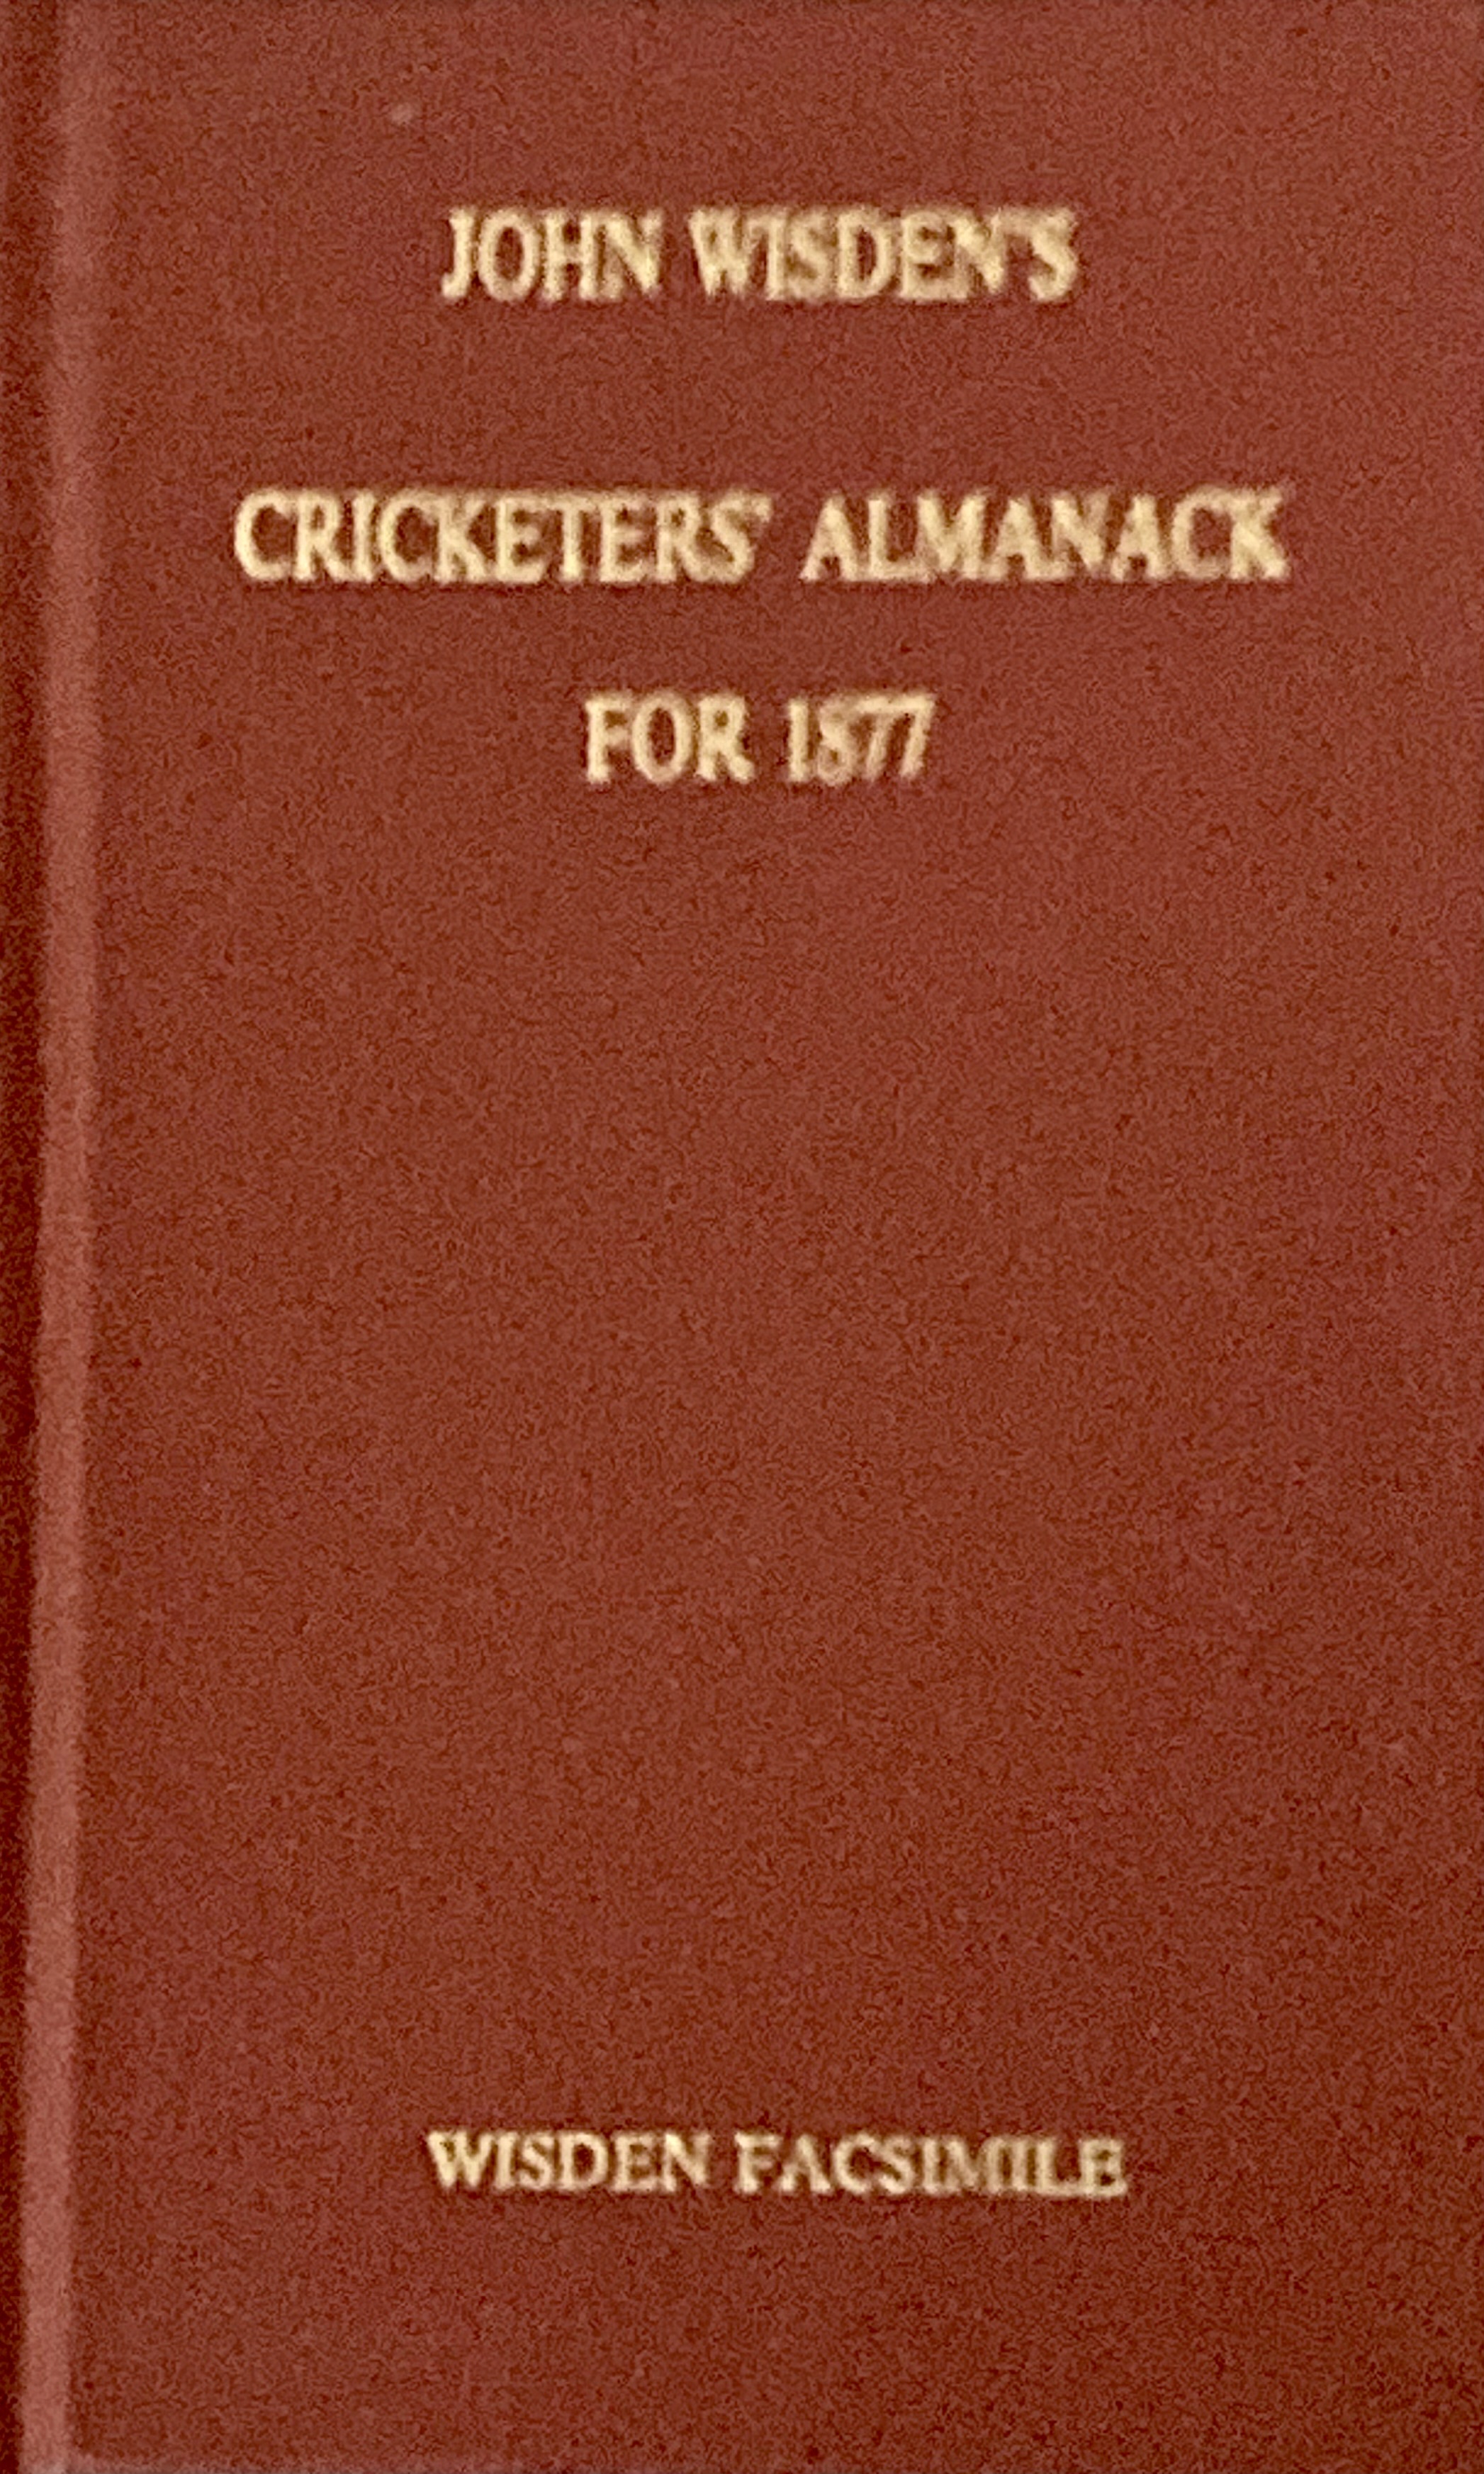 JOHN WISDEN'S
CRICKETERS' ALMANACK
FOR 1877
WISDEN FACSIMILE